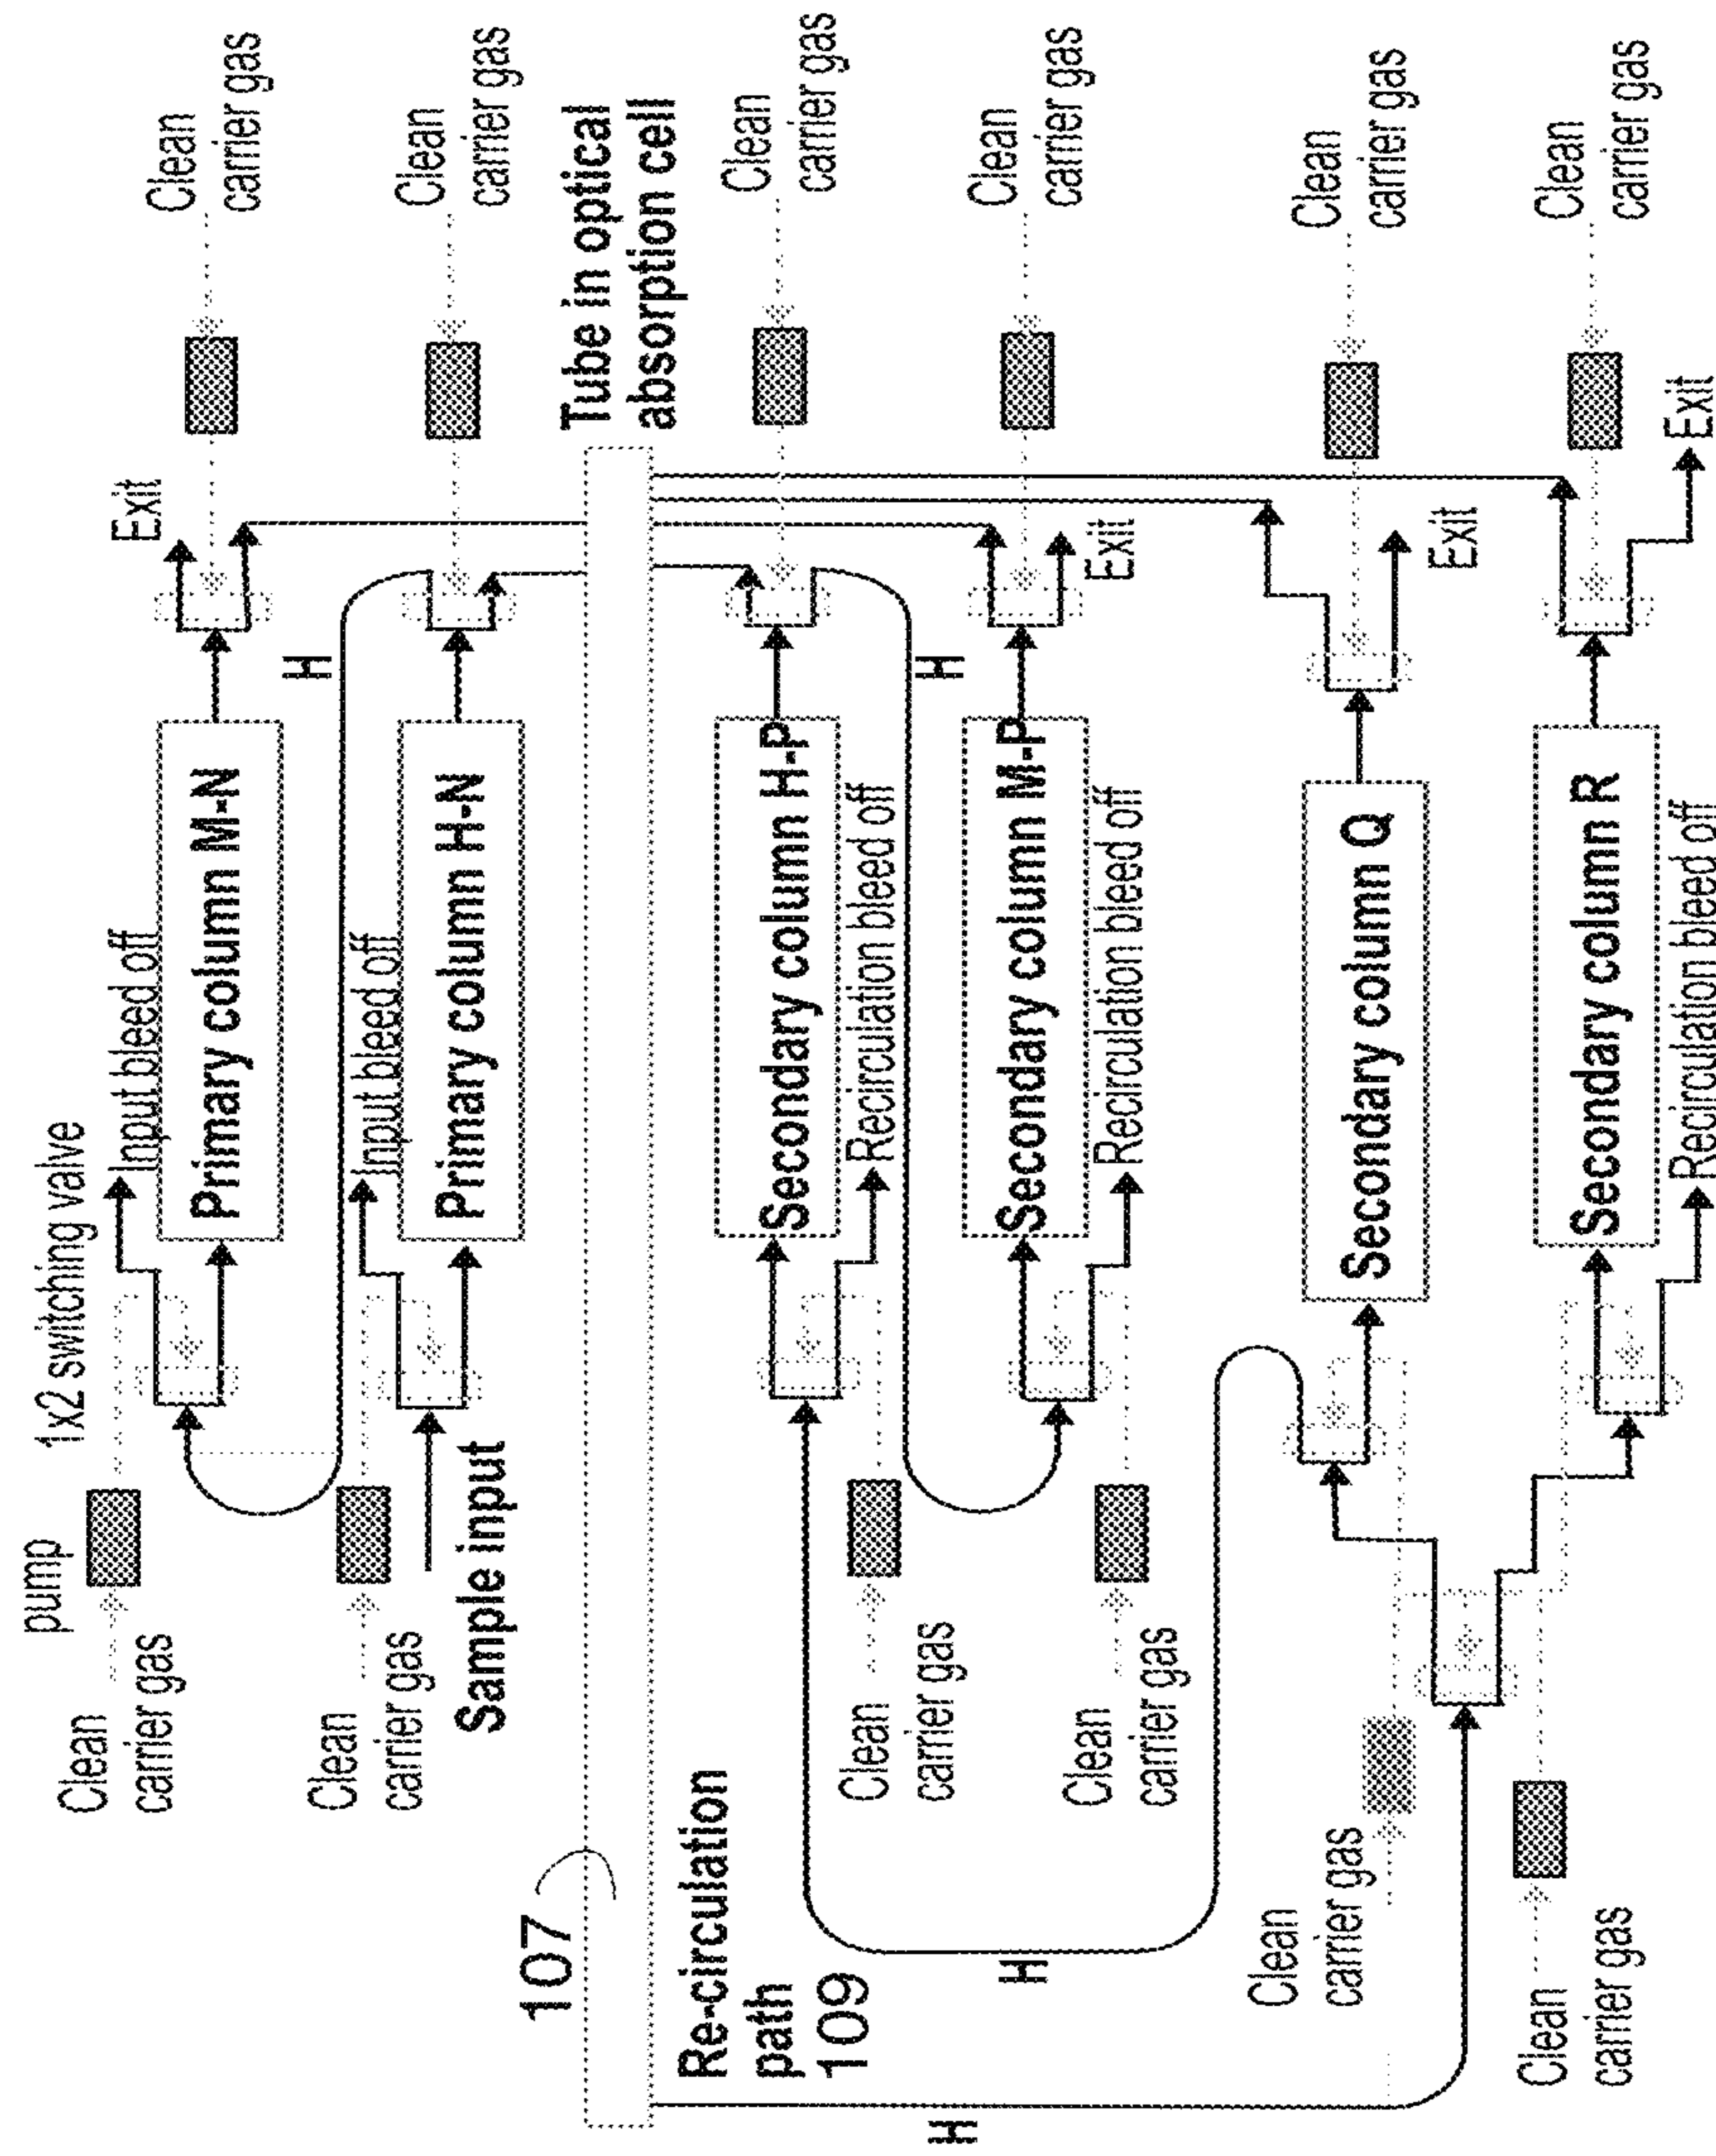 pump
1x2 switching valve
Clean
carrier gas
Input bleed off
Primary column M-N
Exit
Clean
carrier gas
H
Clean
carrier gas
Input bleed off
Primary column H-N
Clean
carrier gas
Sample input
107
Tube in optical
absorption cell
Re-circulation
path
109
Secondary column H-P
Clean
carrier gas
Clean
carrier gas
Recirculation bleed off
H
Secondary column M-P
Clean
carrier gas
Clean
carrier gas
Recirculation bleed off
Exit
H
H
Clean
carrier gas
Secondary column Q
Clean
carrier gas
Exit
Clean
carrier gas
Secondary column R
Clean
carrier gas
Recirculation bleed off
Exit